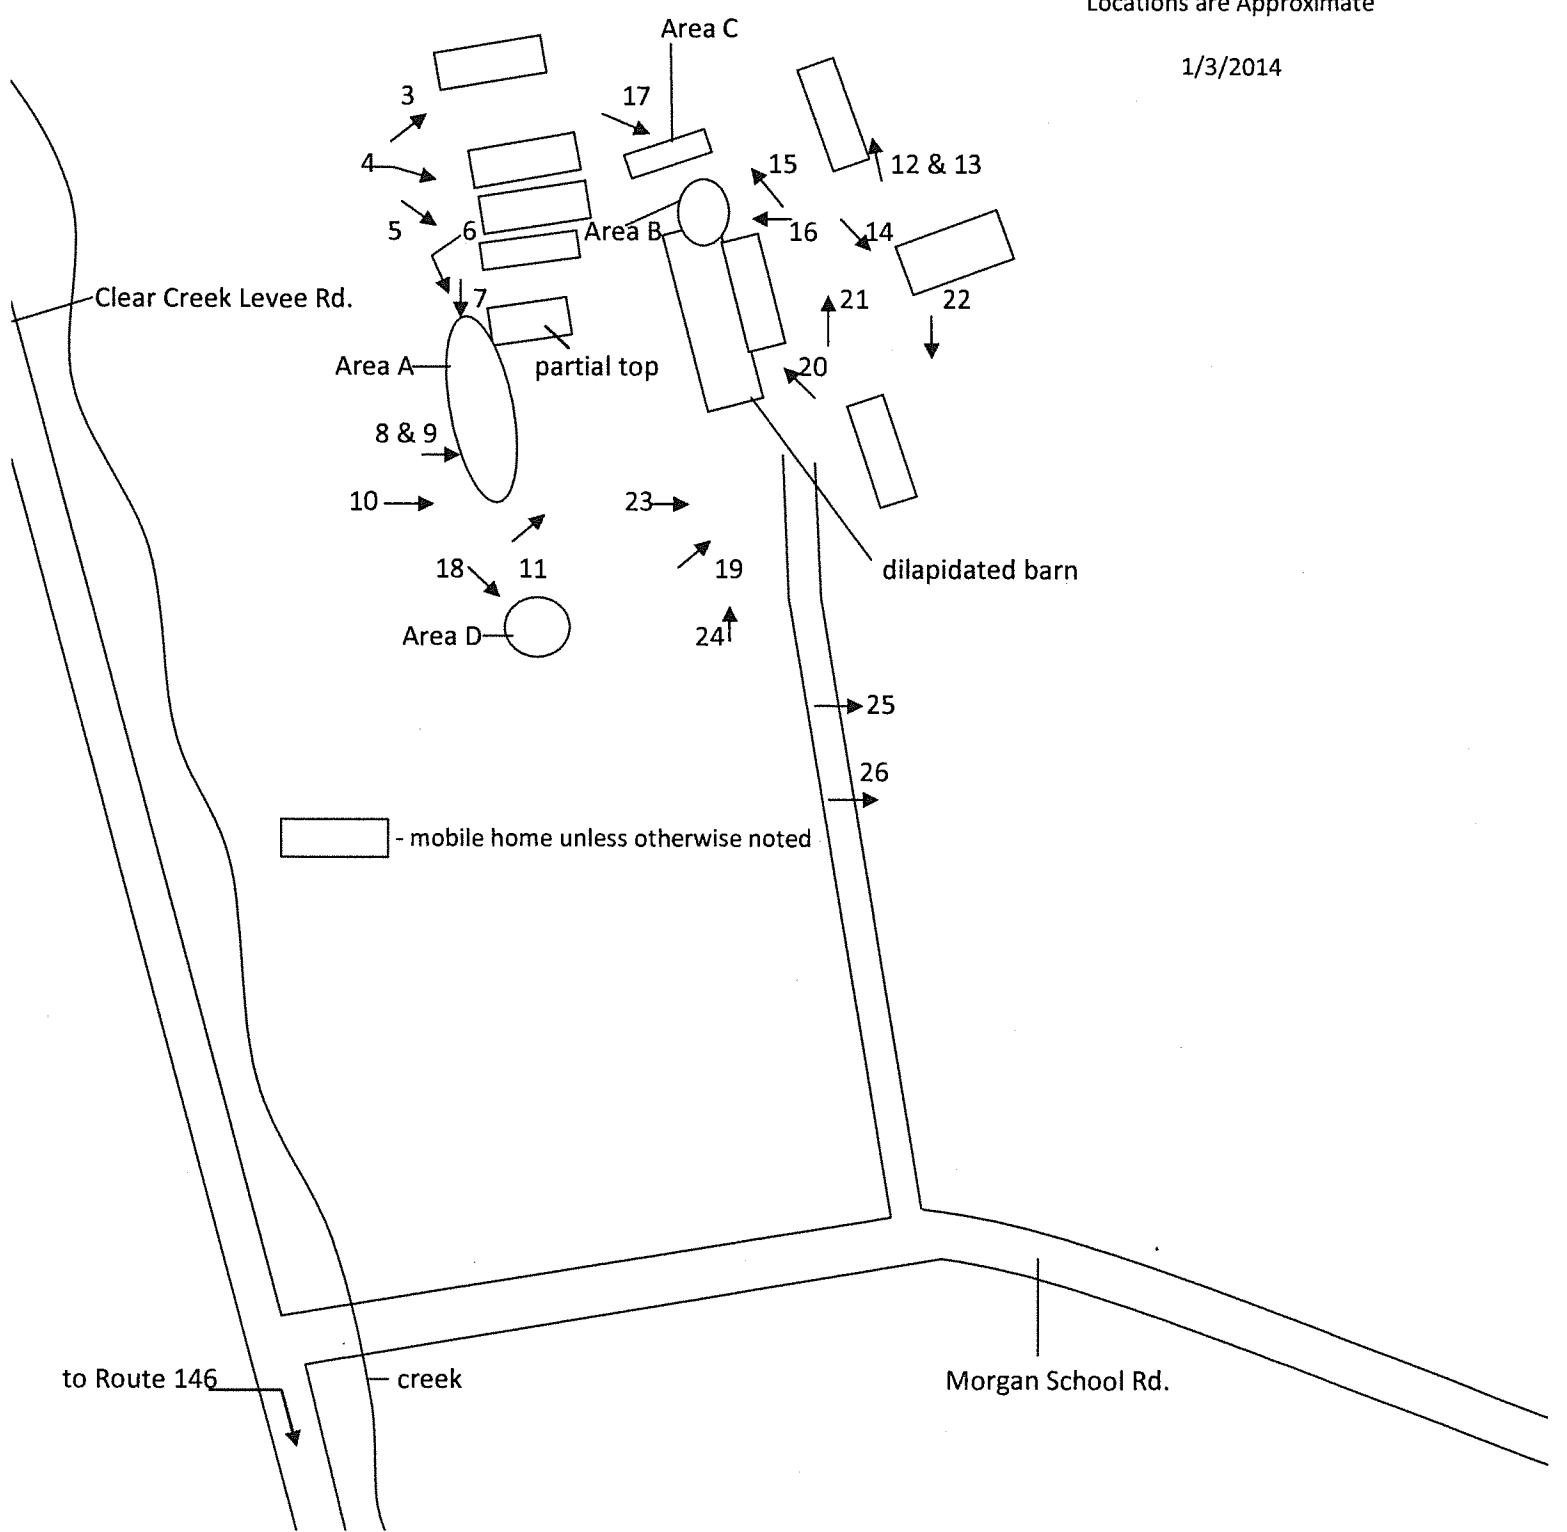 Locations are Approximate
1/3/2014
Area C
3
17
4
15
12 & 13
5
6
Area B
16
14
Clear Creek Levee Rd.
7
21
22
Area A
partial top
20
8 & 9
10
23
18
11
19
dilapidated barn
Area D
24
25
26
- mobile home unless otherwise noted
to Route 146
creek
Morgan School Rd.